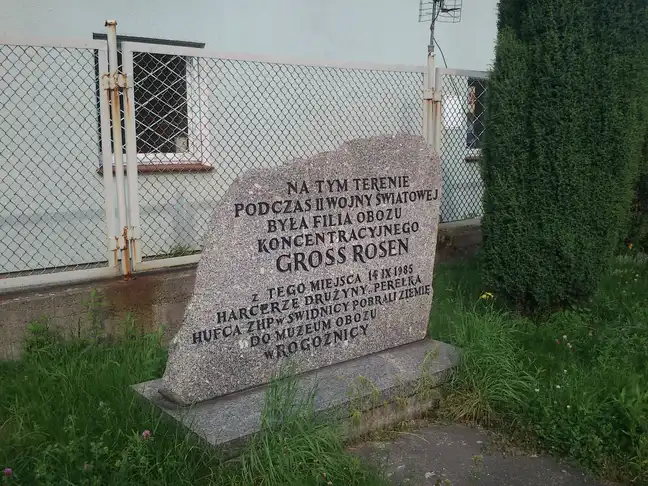 NA TYM TERENIE
PODCZAS II WOJNY ŚWIATOWEJ
BYŁA FILIA OBOZU
KONCENTRACYJNEGO
GROSS ROSEN
Z TEGO MIEJSCA 14 IX 1985
HARCERZE DRUŻYNY PEREŁKA
HUFCA ZHP W ŚWIDNICY POBRALI ZIEMIĘ
DO MUZEUM OBOZU
W ROGOŹNICY